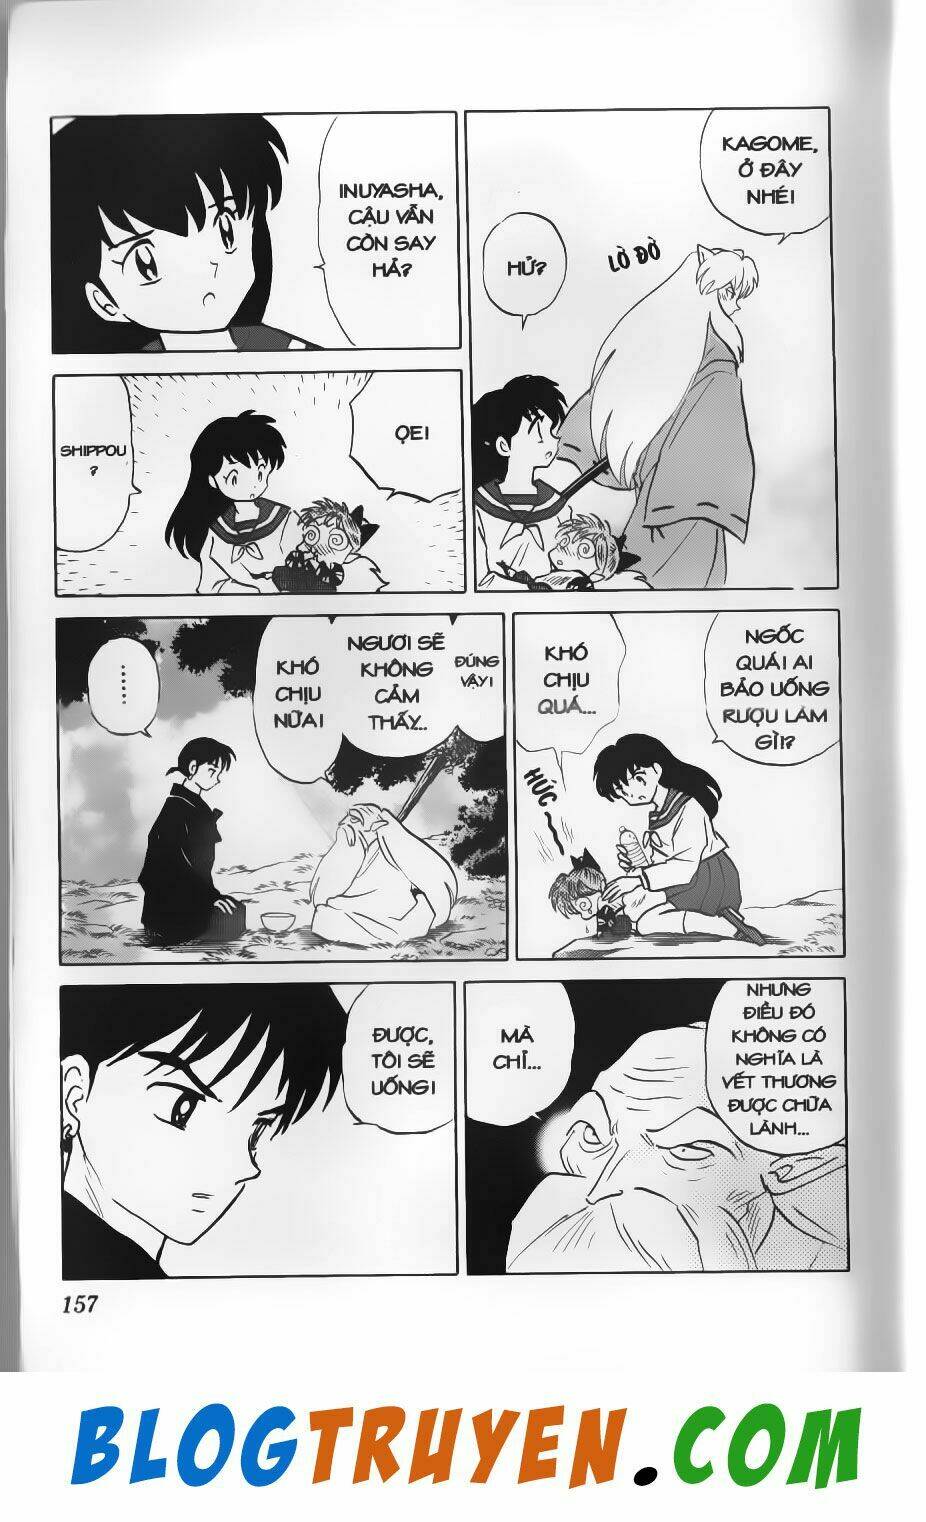 KAGOME,
Ở ĐÂY
NHÉ!
LỜ ĐỜ
HỬ?
INUYASHA,
CẬU VẪN
CÒN SAY
HẢ?
ỌE!
SHIPPOU
?
NGỐC
QUÁ! AI
BẢO UỐNG
RƯỢU LÀM
GÌ!?
KHÓ
CHỊU
QUÁ...
HỨC
ĐÚNG
VẬY!
NGƯƠI SẼ
KHÔNG
CẢM
THẤY...
KHÓ
CHỊU
NỮA!
......
NHƯNG
ĐIỀU ĐÓ
KHÔNG CÓ
NGHĨA LÀ
VẾT THƯƠNG
ĐƯỢC CHỮA
LÀNH...
MÀ
CHỈ...
ĐƯỢC,
TÔI SẼ
UỐNG!
157
BLOGTRUYEN.COM